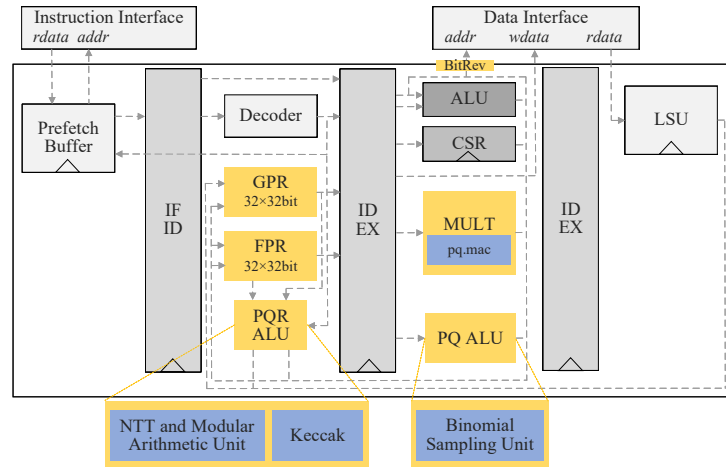 Instruction Interface
rdata addr
Data Interface
addr wdata rdata
BitRev
Prefetch
Buffer
IF
ID
Decoder
GPR
32×32bit
FPR
32×32bit
PQR
ALU
ID
EX
ALU
CSR
MULT
pq.mac
PQ ALU
ID
EX
LSU
NTT and Modular
Arithmetic Unit
Keccak
Binomial
Sampling Unit